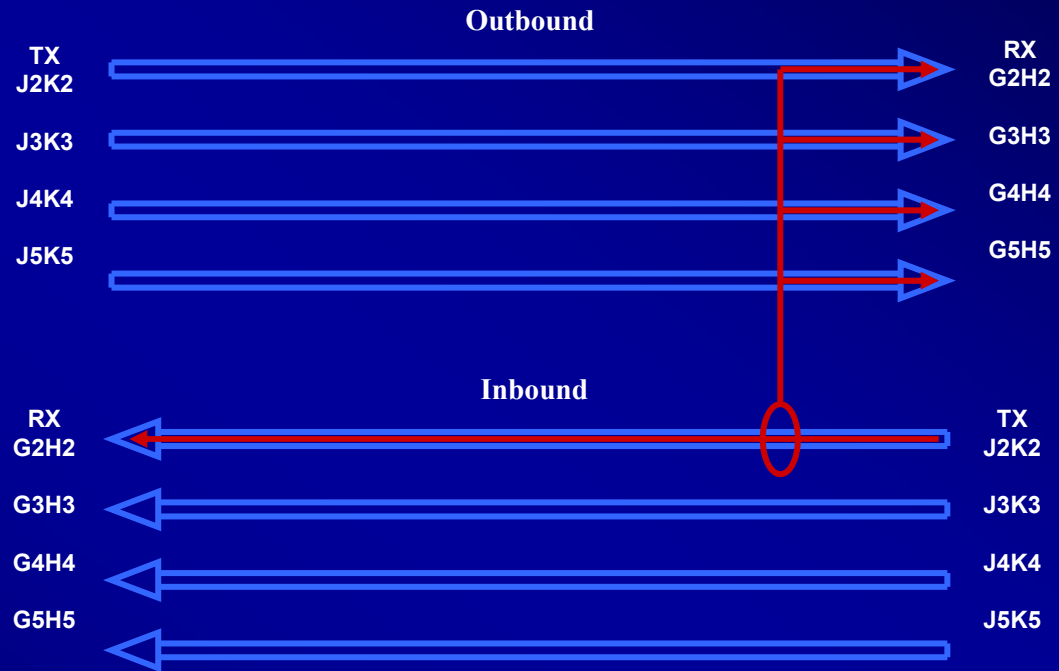 Outbound
TX
J2K2
RX
G2H2
J3K3
G3H3
J4K4
G4H4
J5K5
G5H5
Inbound
RX
G2H2
TX
J2K2
G3H3
J3K3
G4H4
J4K4
G5H5
J5K5